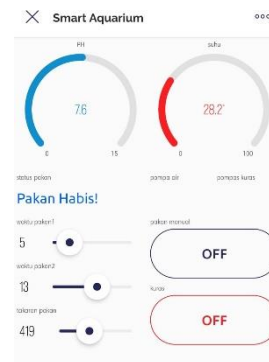 Smart Aquarium
PH
suhu
7.6
28.2°
0 15
0 100
status pakan
pompa air
pompas kuras
Pakan Habis!
waktu pakan1
pakan manual
5
OFF
waktu pakan2
13
kuras
takaran pakan
OFF
419